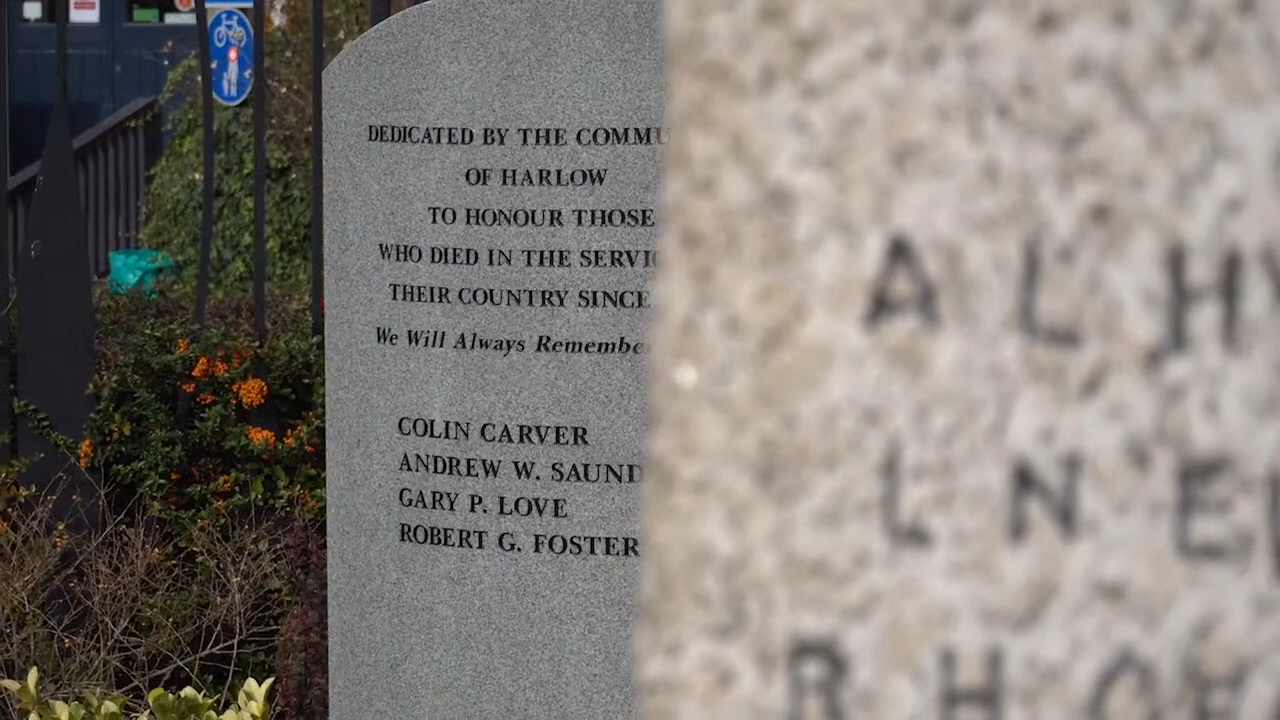 DEDICATED BY THE COMMU
OF HARLOW
TO HONOUR THOSE
WHO DIED IN THE SERVIC
THEIR COUNTRY SINCE
We Will Always Remembe
COLIN CARVER
ANDREW W. SAUND
GARY P. LOVE
ROBERT G. FOSTER
A L H
L N E
R H O E